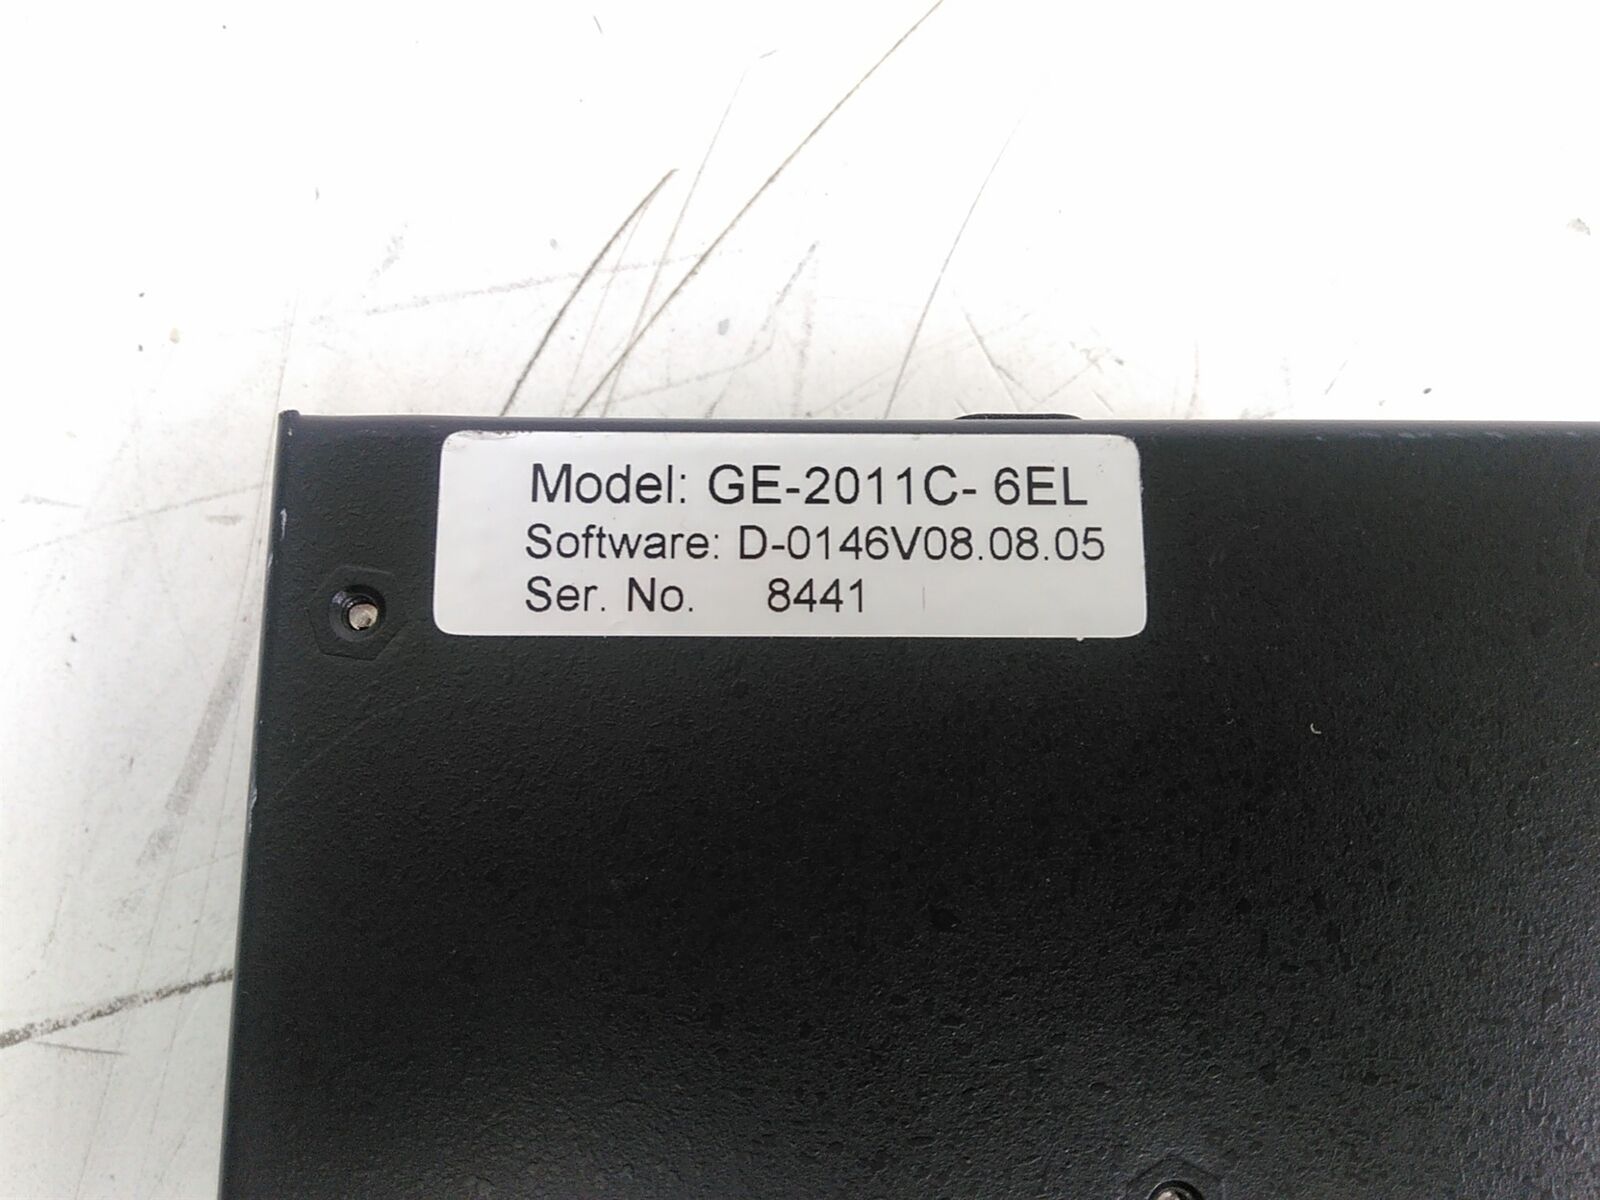 Model: GE-2011C- 6EL
Software: D-0146V08.08.05
Ser. No. 8441